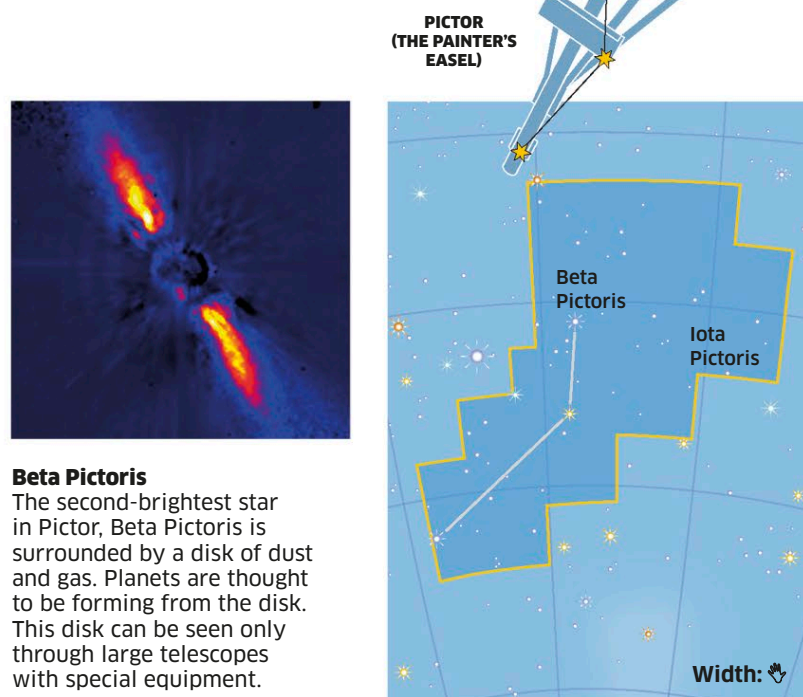 PICTOR
(THE PAINTER'S
EASEL)
Beta
Pictoris
Iota
Pictoris
Beta Pictoris
The second-brightest star
in Pictor, Beta Pictoris is
surrounded by a disk of dust
and gas. Planets are thought
to be forming from the disk.
This disk can be seen only
through large telescopes
with special equipment.
Width: